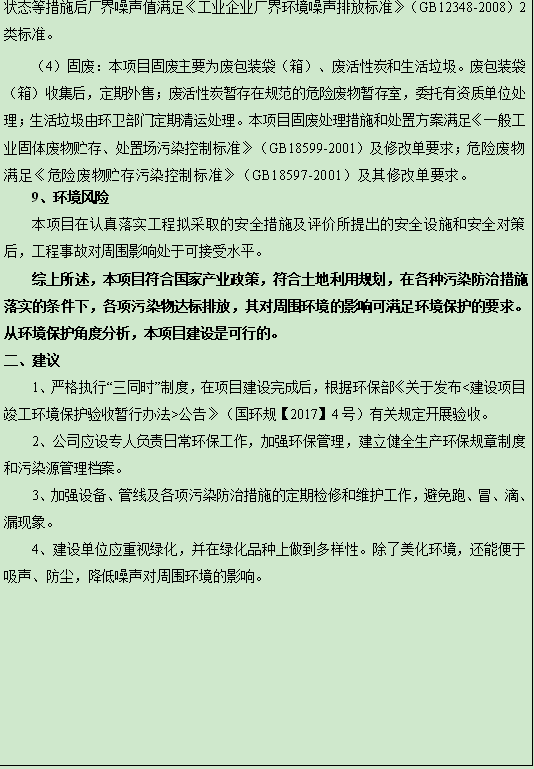 状态等措施后厂界噪声值满足《工业企业厂界环境噪声排放标准》（GB12348-2008）2
类标准。
（4）固废：本项目固废主要为废包装袋（箱）、废活性炭和生活垃圾。废包装袋
（箱）收集后，定期外售；废活性炭暂存在规范的危险废物暂存室，委托有资质单位处
理；生活垃圾由环卫部门定期清运处理。本项目固废处理措施和处置方案满足《一般工
业固体废物贮存、处置场污染控制标准》（GB18599-2001）及修改单要求；危险废物
满足《危险废物贮存污染控制标准》（GB18597-2001）及其修改单要求。
9、环境风险
本项目在认真落实工程拟采取的安全措施及评价所提出的安全设施和安全对策
后，工程事故对周围影响处于可接受水平。
综上所述，本项目符合国家产业政策，符合土地利用规划，在各种污染防治措施
落实的条件下，各项污染物达标排放，其对周围环境的影响可满足环境保护的要求。
从环境保护角度分析，本项目建设是可行的。
二、建议
1、严格执行“三同时”制度，在项目建设完成后，根据环保部《关于发布<建设项目
竣工环境保护验收暂行办法>公告》（国环规【2017】4 号）有关规定开展验收。
2、公司应设专人负责日常环保工作，加强环保管理，建立健全生产环保规章制度
和污染源管理档案。
3、加强设备、管线及各项污染防治措施的定期检修和维护工作，避免跑、冒、滴、
漏现象。
4、建设单位应重视绿化，并在绿化品种上做到多样性。除了美化环境，还能便于
吸声、防尘，降低噪声对周围环境的影响。